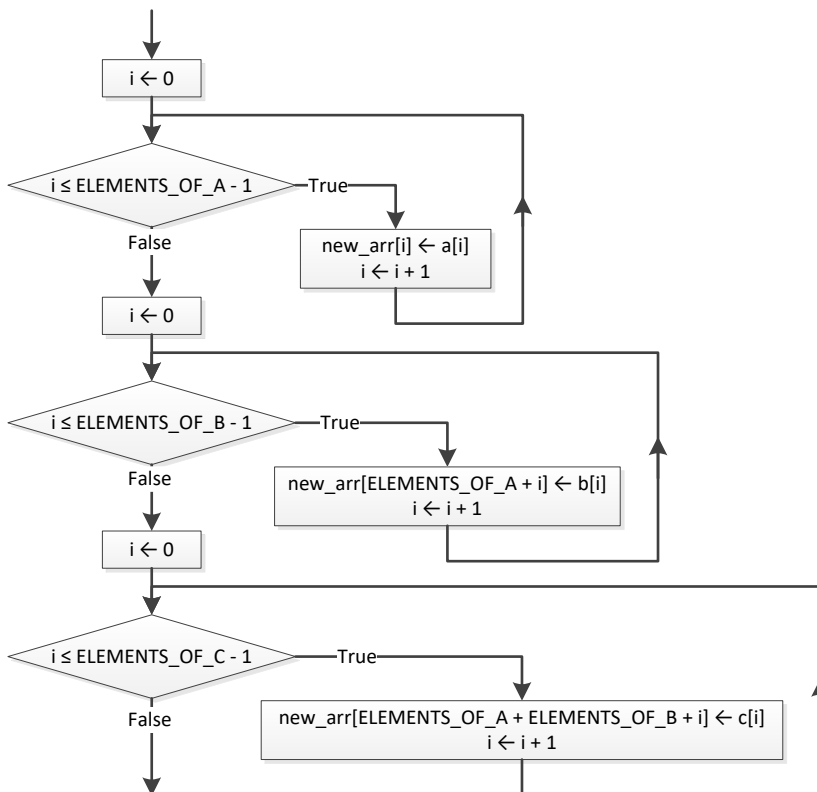 i ← 0
i ≤ ELEMENTS_OF_A - 1
True
False
new_arr[i] ← a[i]
i ← i + 1
i ← 0
i ≤ ELEMENTS_OF_B - 1
True
False
new_arr[ELEMENTS_OF_A + i] ← b[i]
i ← i + 1
i ← 0
i ≤ ELEMENTS_OF_C - 1
True
False
new_arr[ELEMENTS_OF_A + ELEMENTS_OF_B + i] ← c[i]
i ← i + 1